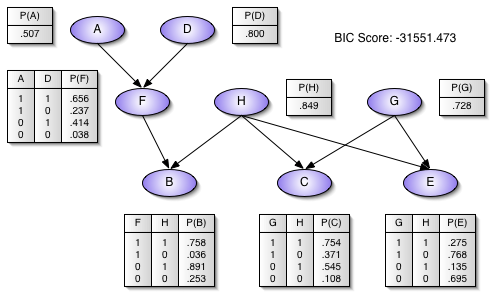 P(A)
.507
A
D
P(D)
.800
BIC Score: -31551.473
A D P(F)
1 1 .656
1 0 .237
0 1 .414
0 0 .038
F
H
P(H)
.849
G
P(G)
.728
B
C
E
F H P(B)
1 1 .758
1 0 .036
0 1 .891
0 0 .253
G H P(C)
1 1 .754
1 0 .371
0 1 .545
0 0 .108
G H P(E)
1 1 .275
1 0 .768
0 1 .135
0 0 .695